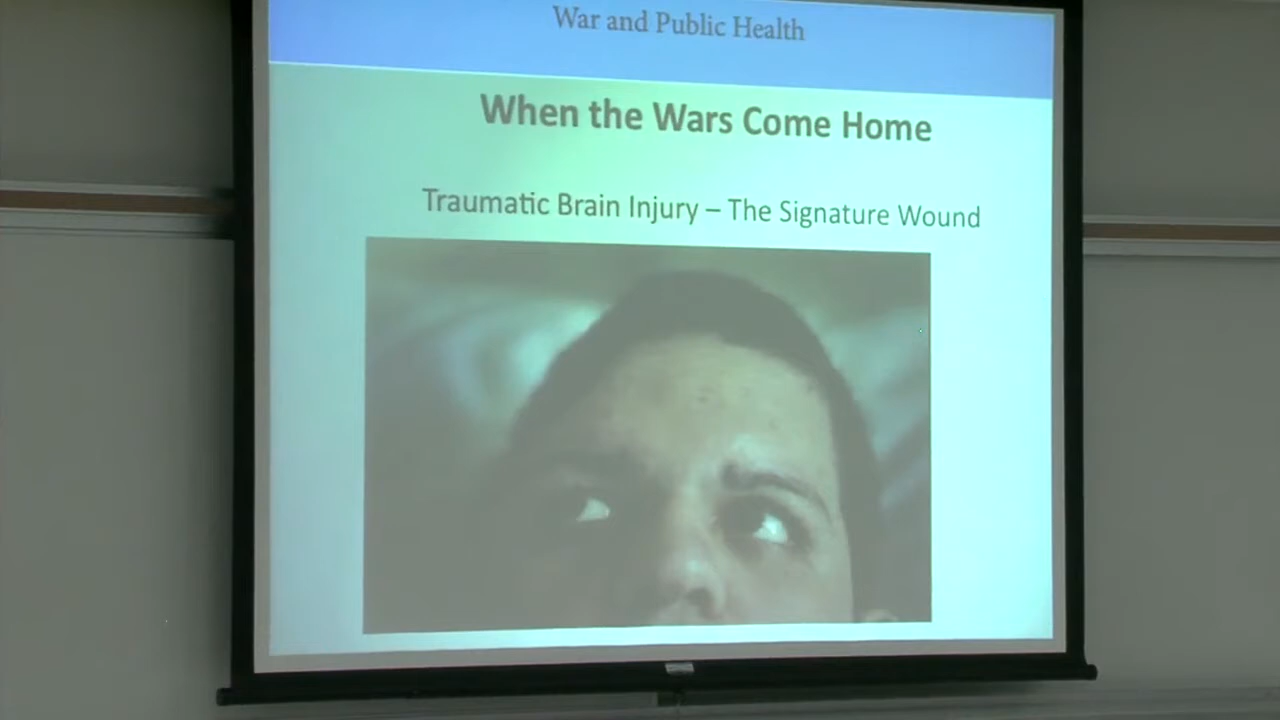 War and Public Health
When the Wars Come Home
Traumatic Brain Injury – The Signature Wound